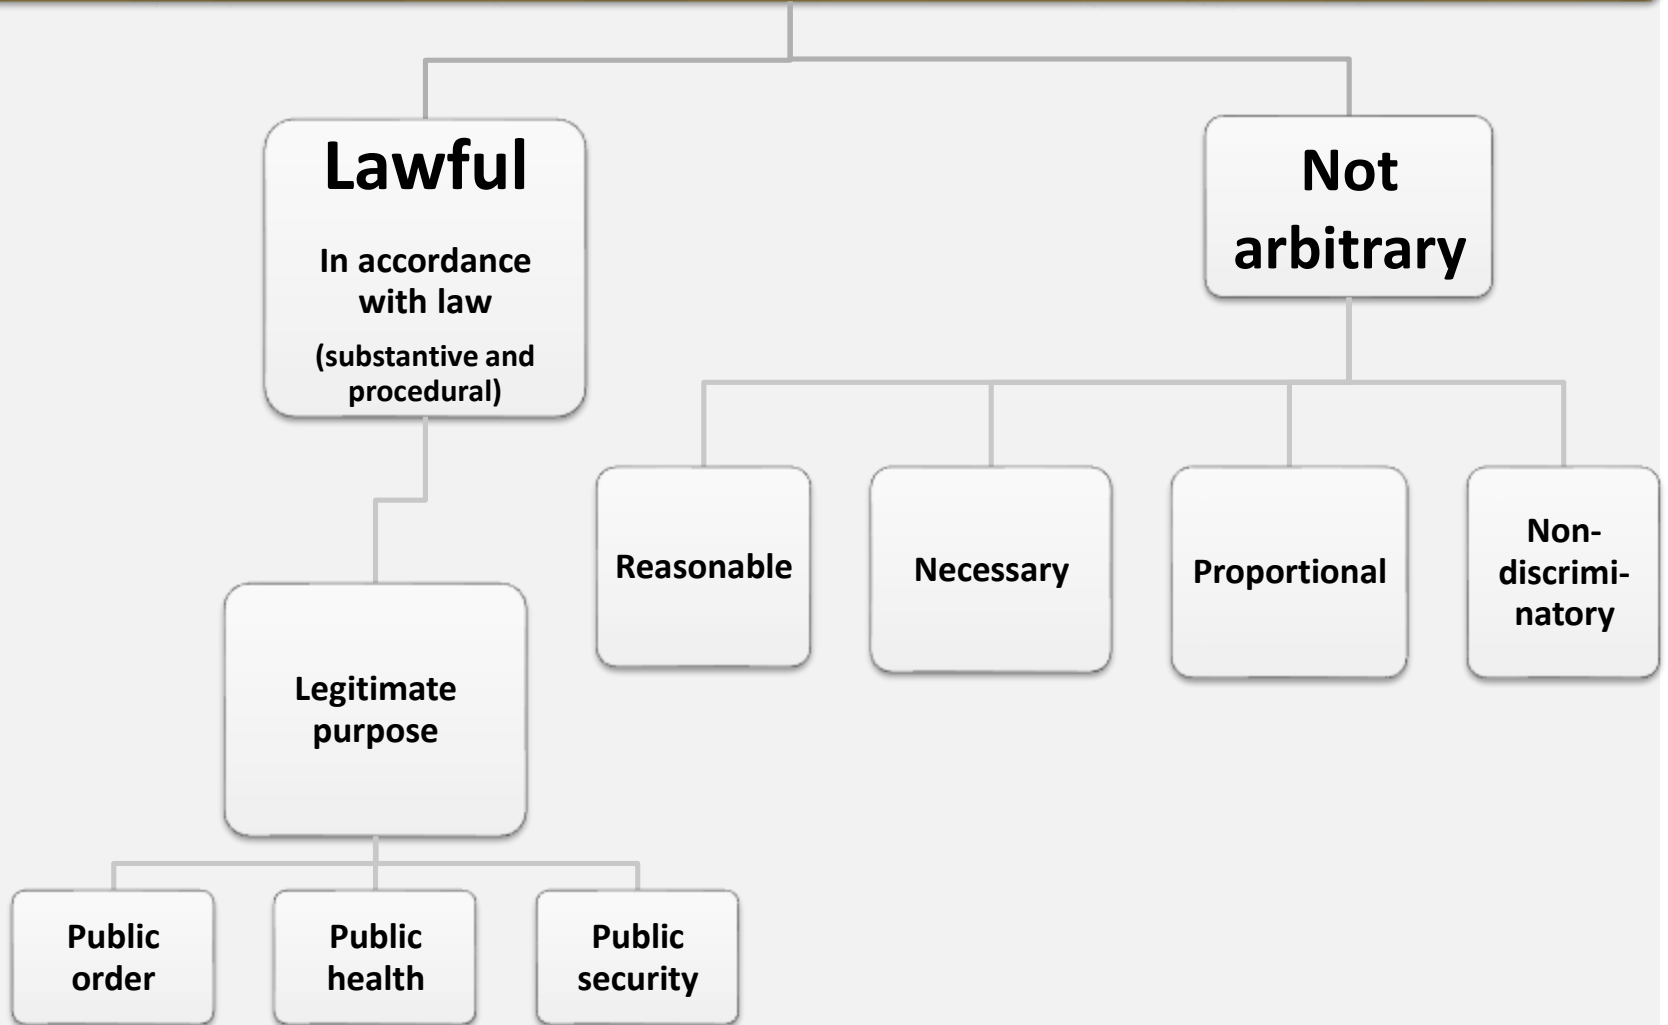 Lawful
In accordance
with law
(substantive and
procedural)
Not
arbitrary
Reasonable
Necessary
Proportional
Non-
discrimi-
natory
Legitimate
purpose
Public
order
Public
health
Public
security